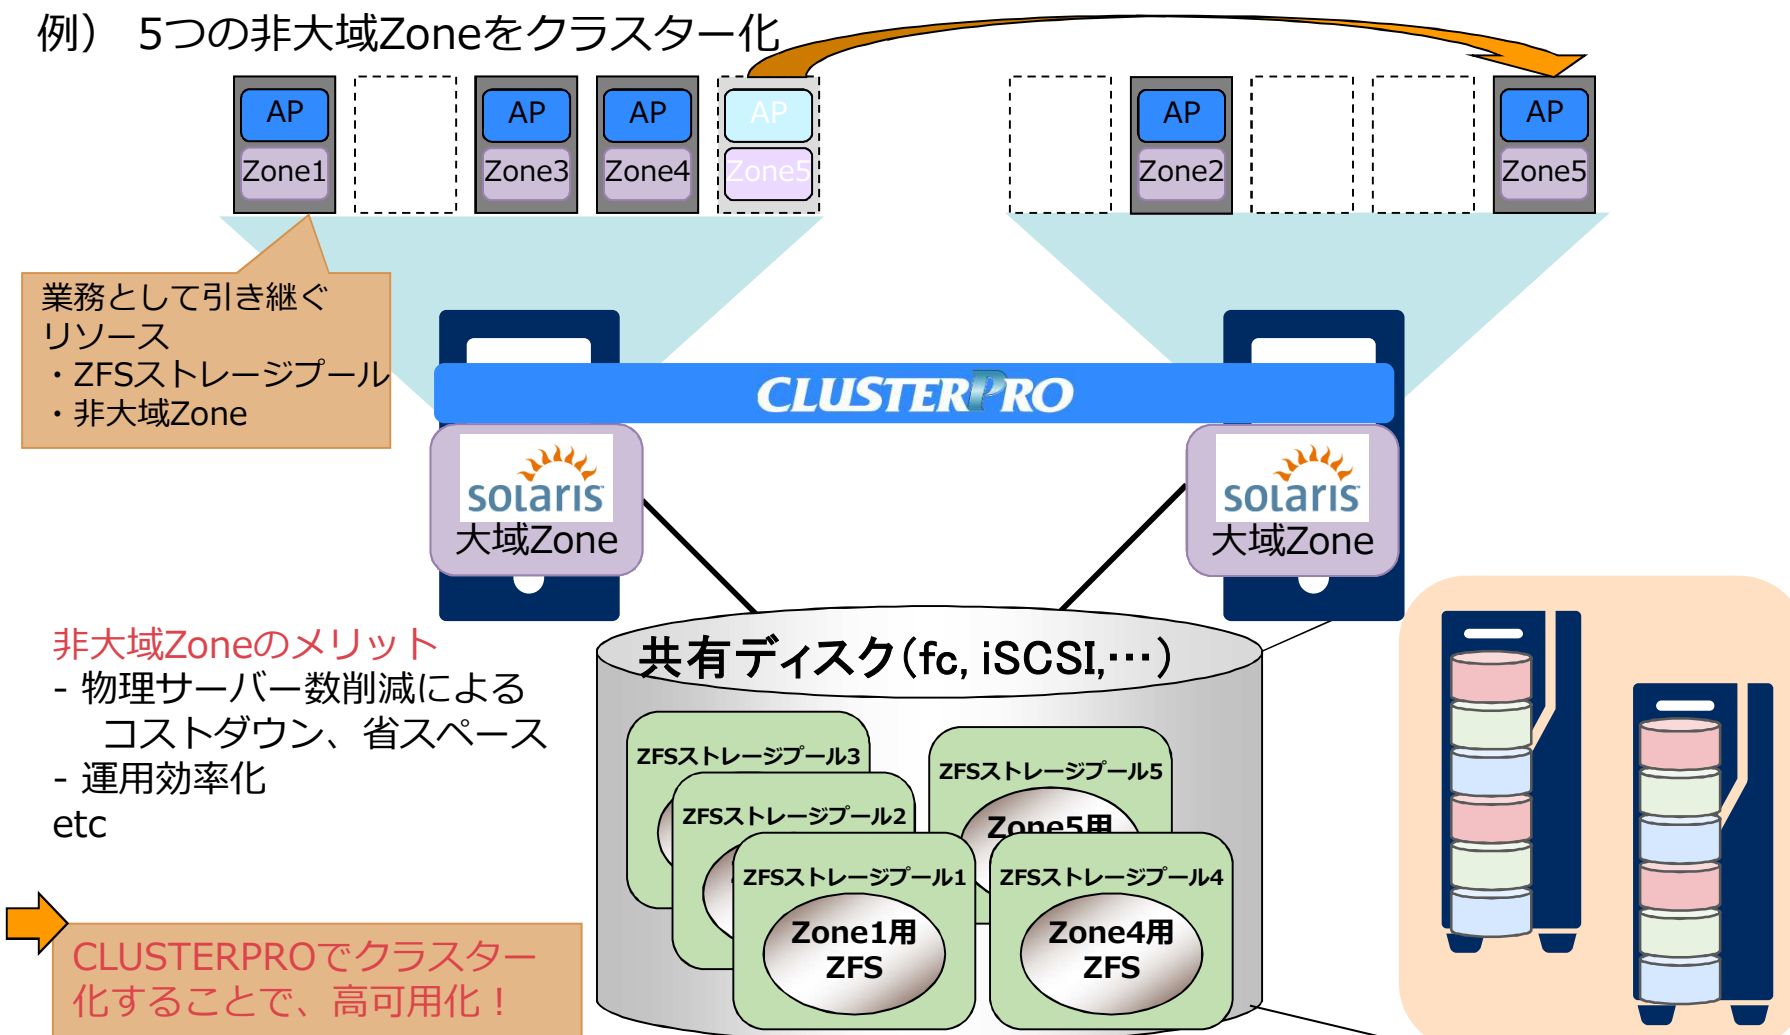 例） 5つの非大域Zoneをクラスター化
AP
Zone1
AP
Zone3
AP
Zone4
AP
Zone5
AP
Zone2
AP
Zone5
業務として引き継ぐ
リソース
・ZFSストレージプール
・非大域Zone
CLUSTERPRO
solaris
大域Zone
solaris
大域Zone
非大域Zoneのメリット
- 物理サーバー数削減による
コストダウン、省スペース
- 運用効率化
etc
CLUSTERPROでクラスター
化することで、高可用化！
共有ディスク(fc, iSCSI,…)
ZFSストレージプール3
ZFSストレージプール2
ZFSストレージプール1
Zone1用
ZFS
ZFSストレージプール5
Zone5用
ZFSストレージプール4
Zone4用
ZFS